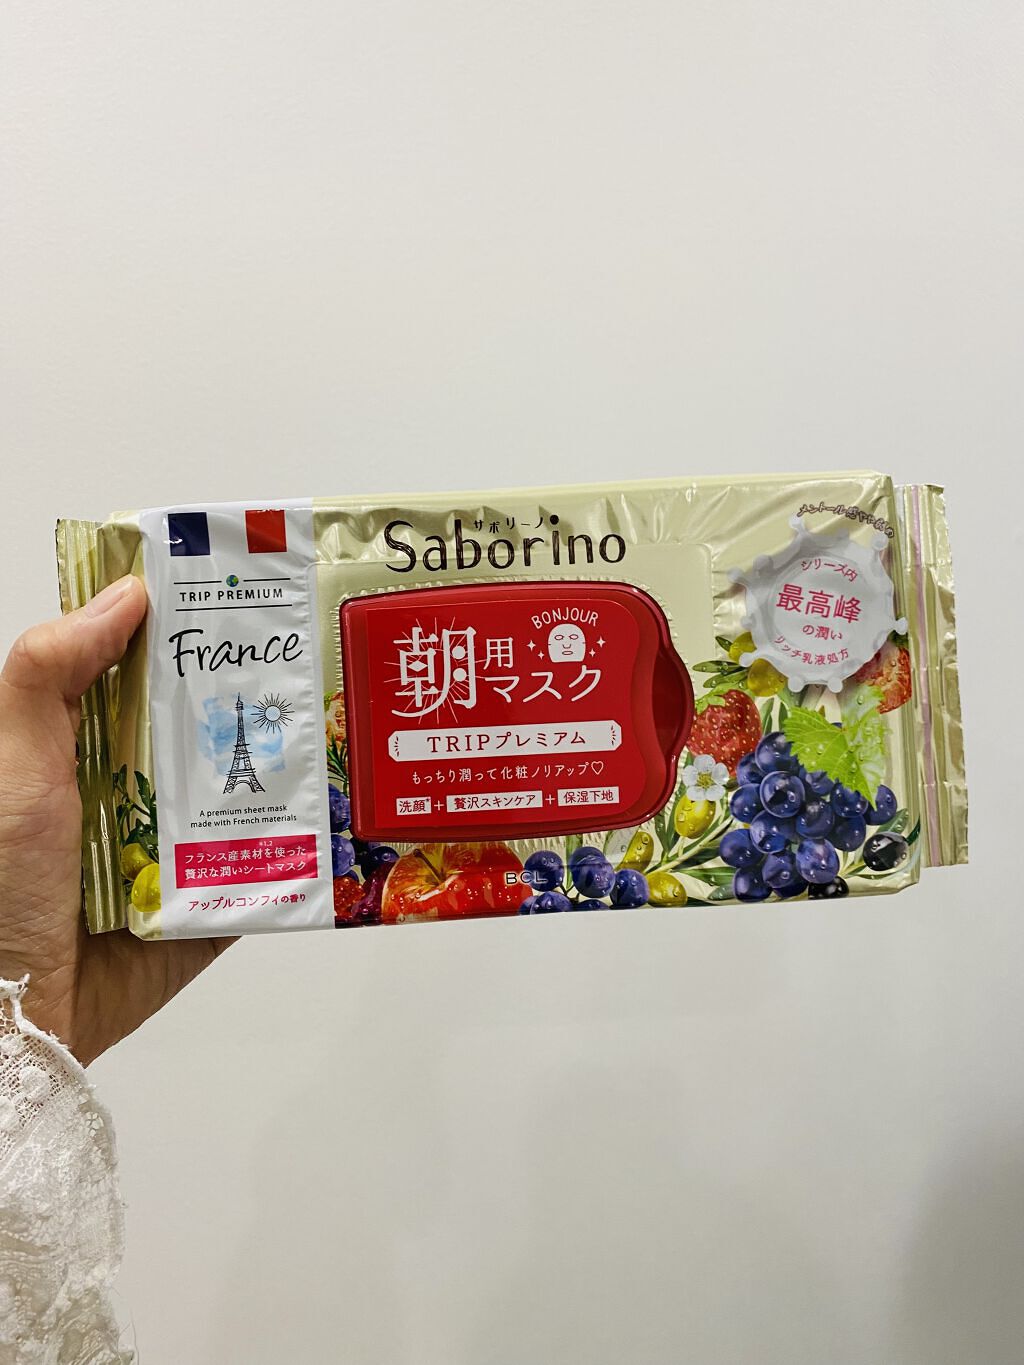 TRIP PREMIUM
France
A premium sheet mask
made with French materials
※1,2
フランス産素材を使った
贅沢な潤いシートマスク
アップルコンフィの香り
サボリーノ
Saborino
BONJOUR
朝用
マスク
TRIPプレミアム
もっちり潤って化粧ノリアップ♡
洗顔*+贅沢スキンケア+保湿下地
BCL
シリーズ内
最高峰
の潤い
リッチ乳液処方